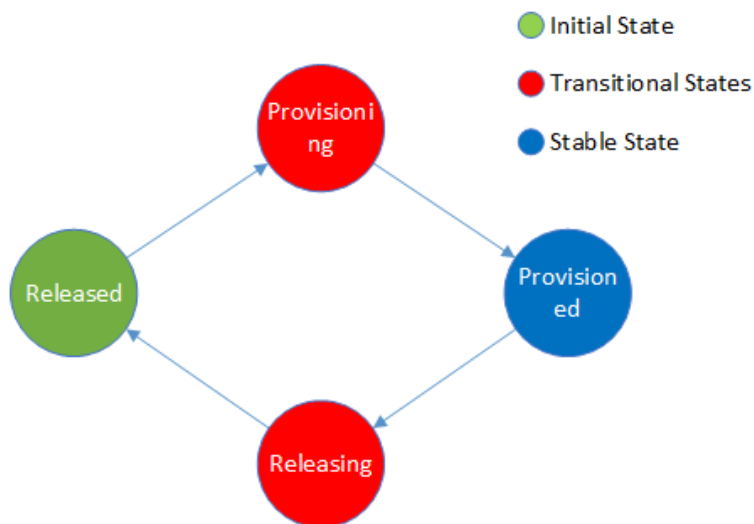 Initial State
Transitional States
Stable State
Provisioni
ng
Released
Provision
ed
Releasing